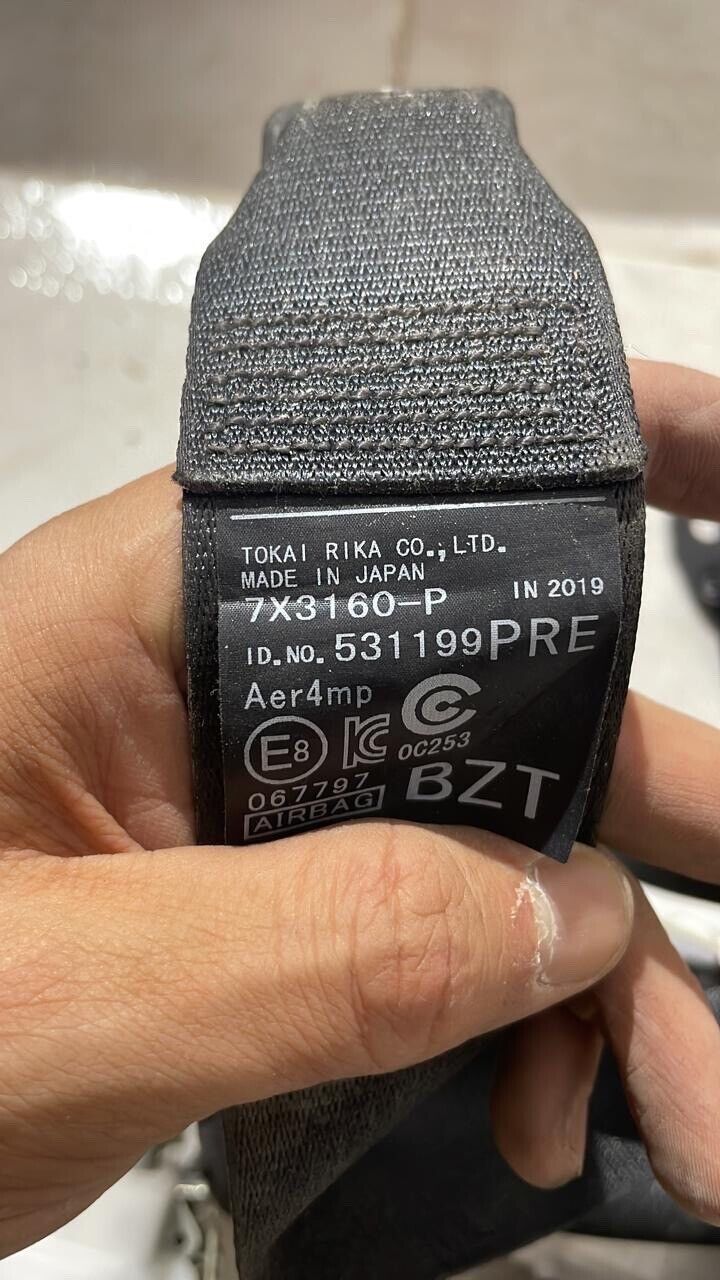 TOKAI RIKA CO.,LTD.
MADE IN JAPAN
7X3160-P IN 2019
ID.NO. 531199PRE
Aer4mp
E8 KC C
0C253
067797 BZT
AIRBAG